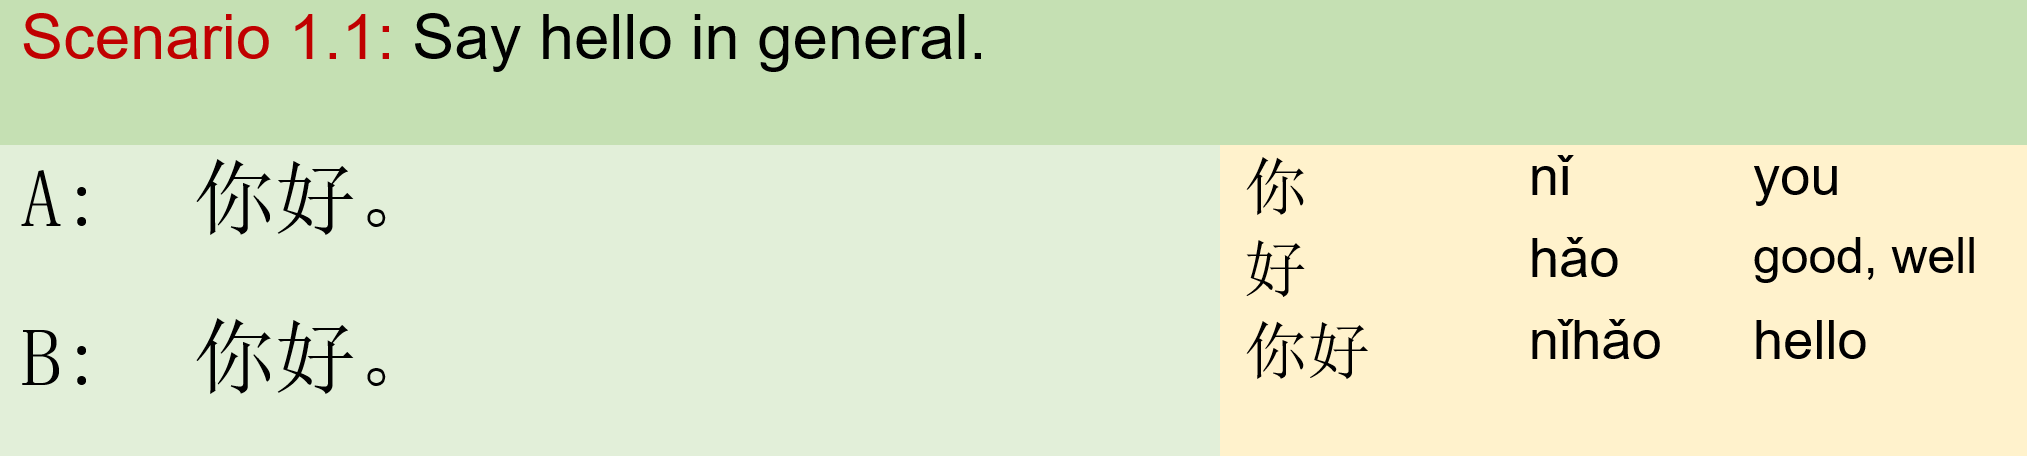 Scenario 1.1: Say hello in general.
A: 你好。
B: 你好。
你 nǐ you
好 hǎo good, well
你好 nǐhǎo hello